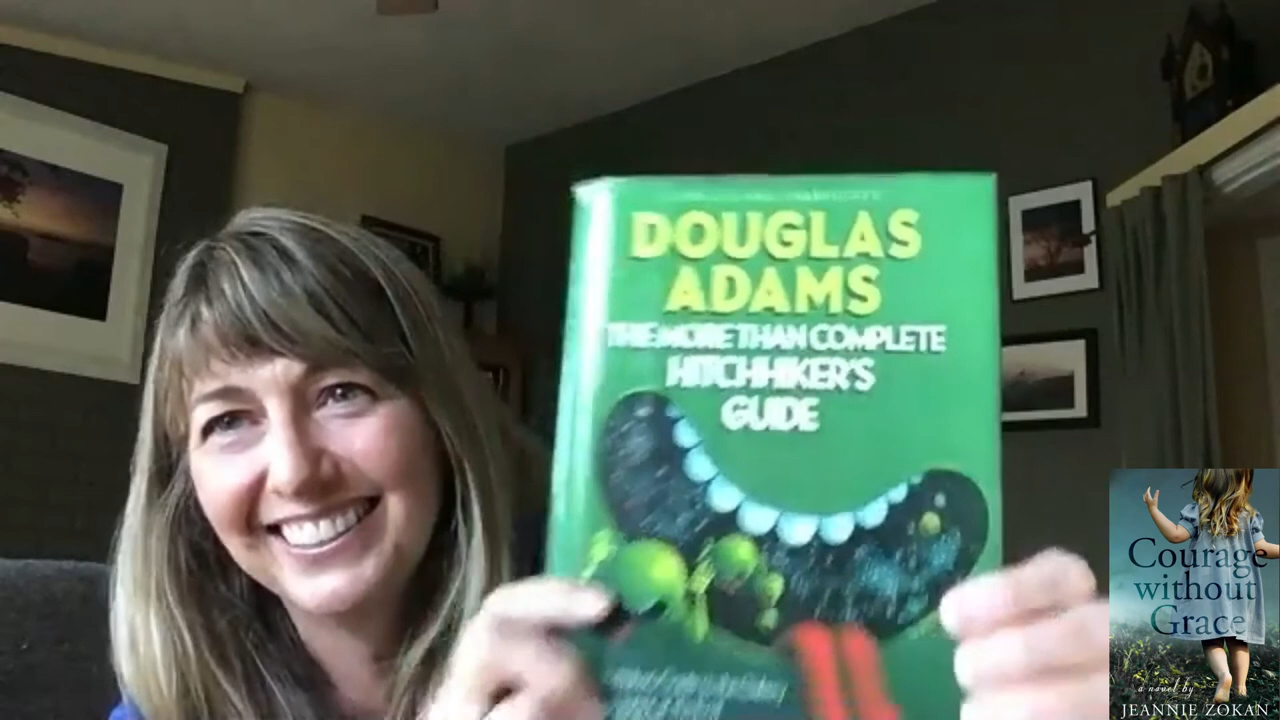 DOUGLAS
ADAMS
THE MORE THAN COMPLETE
HITCHHIKER'S
GUIDE
Courage
without
Grace
a novel by
JEANNIE ZOKAN